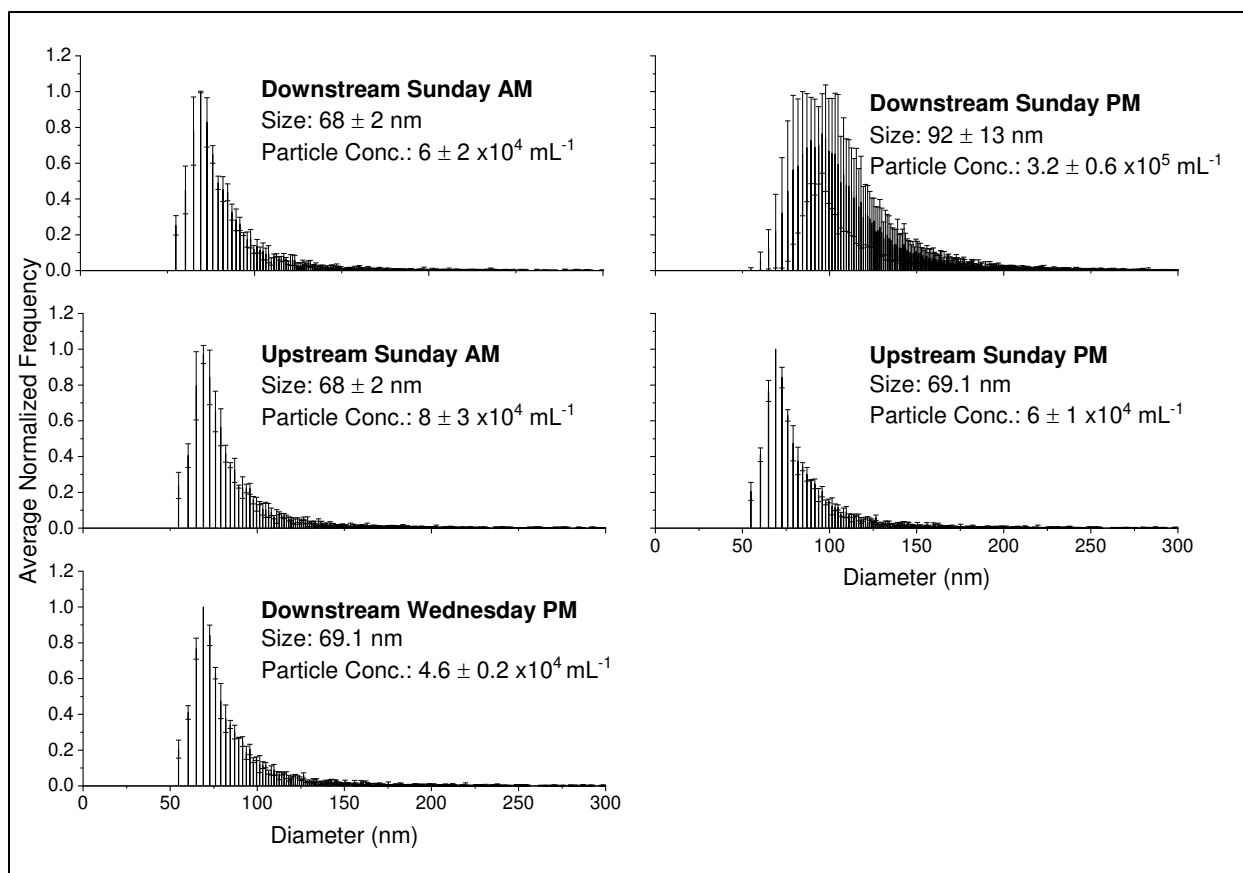 Average Normalized Frequency
1.2
1.0
0.8
0.6
0.4
0.2
0.0
Downstream Sunday AM
Size: 68 ± 2 nm
Particle Conc.: 6 ± 2 x10⁴ mL⁻¹
Downstream Sunday PM
Size: 92 ± 13 nm
Particle Conc.: 3.2 ± 0.6 x10⁵ mL⁻¹
1.0
0.8
0.6
0.4
0.2
0.0
Upstream Sunday AM
Size: 68 ± 2 nm
Particle Conc.: 8 ± 3 x10⁴ mL⁻¹
Upstream Sunday PM
Size: 69.1 nm
Particle Conc.: 6 ± 1 x10⁴ mL⁻¹
0 50 100 150 200 250 300
Diameter (nm)
1.2
1.0
0.8
0.6
0.4
0.2
0.0
Downstream Wednesday PM
Size: 69.1 nm
Particle Conc.: 4.6 ± 0.2 x10⁴ mL⁻¹
0 50 100 150 200 250 300
Diameter (nm)